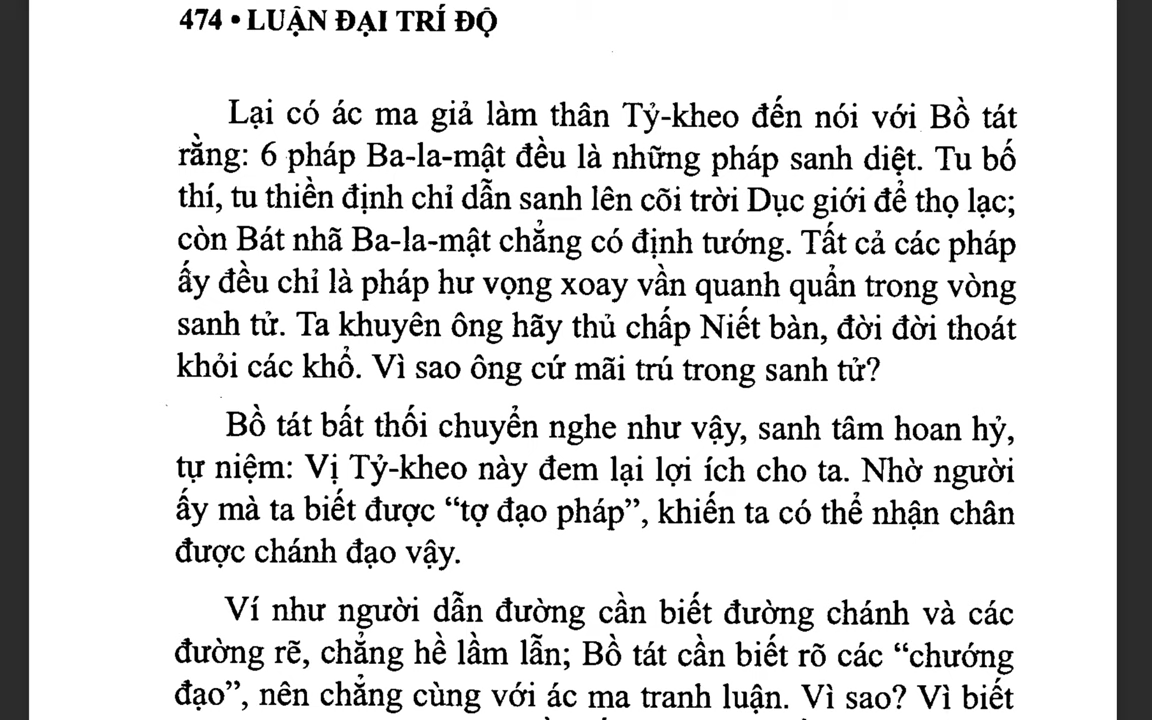 474 • LUẬN ĐẠI TRÍ ĐỘ
Lại có ác ma giả làm thân Tỷ-kheo đến nói với Bồ tát
rằng: 6 pháp Ba-la-mật đều là những pháp sanh diệt. Tu bố
thí, tu thiền định chỉ dẫn sanh lên cõi trời Dục giới để thọ lạc;
còn Bát nhã Ba-la-mật chẳng có định tướng. Tất cả các pháp
ấy đều chỉ là pháp hư vọng xoay vần quanh quẩn trong vòng
sanh tử. Ta khuyên ông hãy thủ chấp Niết bàn, đời đời thoát
khỏi các khổ. Vì sao ông cứ mãi trú trong sanh tử?
Bồ tát bất thối chuyển nghe như vậy, sanh tâm hoan hỷ,
tự niệm: Vị Tỷ-kheo này đem lại lợi ích cho ta. Nhờ người
ấy mà ta biết được “tợ đạo pháp”, khiến ta có thể nhận chân
được chánh đạo vậy.
Ví như người dẫn đường cần biết đường chánh và các
đường rẽ, chẳng hề lầm lẫn; Bồ tát cần biết rõ các “chướng
đạo”, nên chẳng cùng với ác ma tranh luận. Vì sao? Vì biết